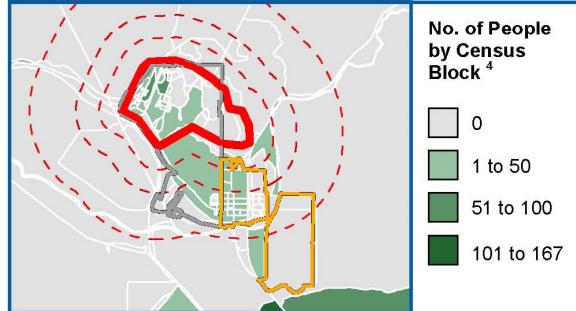 No. of People
by Census
Block 4
0
1 to 50
51 to 100
101 to 167